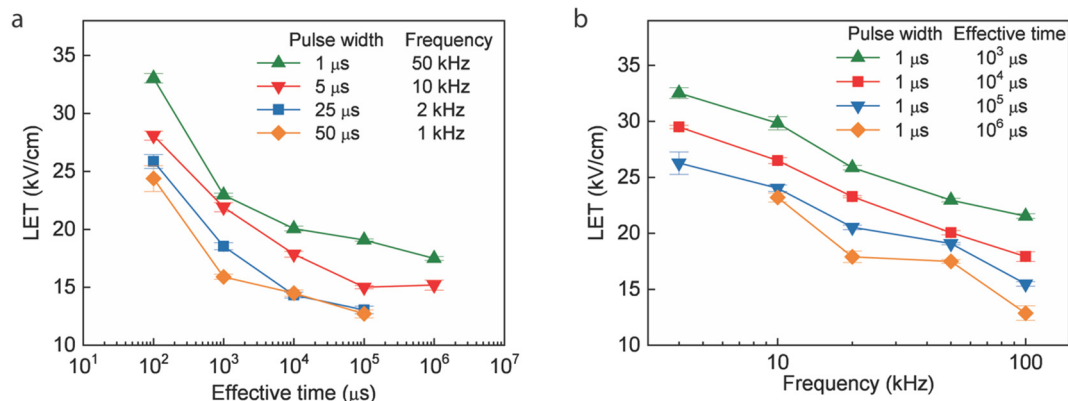 a
Pulse width Frequency
1 μs 50 kHz
5 μs 10 kHz
25 μs 2 kHz
50 μs 1 kHz
LET (kV/cm)
35
30
25
20
15
10
10¹ 10² 10³ 10⁴ 10⁵ 10⁶ 10⁷
Effective time (μs)
b
Pulse width Effective time
1 μs 10³ μs
1 μs 10⁴ μs
1 μs 10⁵ μs
1 μs 10⁶ μs
LET (kV/cm)
35
30
25
20
15
10
10 100
Frequency (kHz)